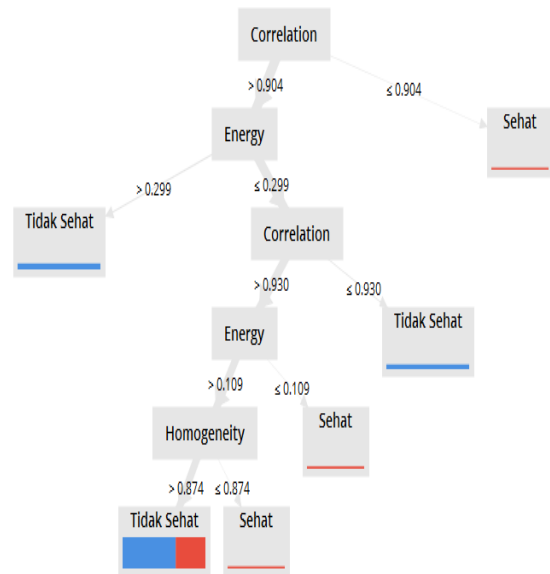 Correlation
> 0.904
≤ 0.904
Energy
Sehat
> 0.299
≤ 0.299
Tidak Sehat
Correlation
> 0.930
≤ 0.930
Energy
Tidak Sehat
> 0.109
≤ 0.109
Homogeneity
Sehat
> 0.874
≤ 0.874
Tidak Sehat
Sehat